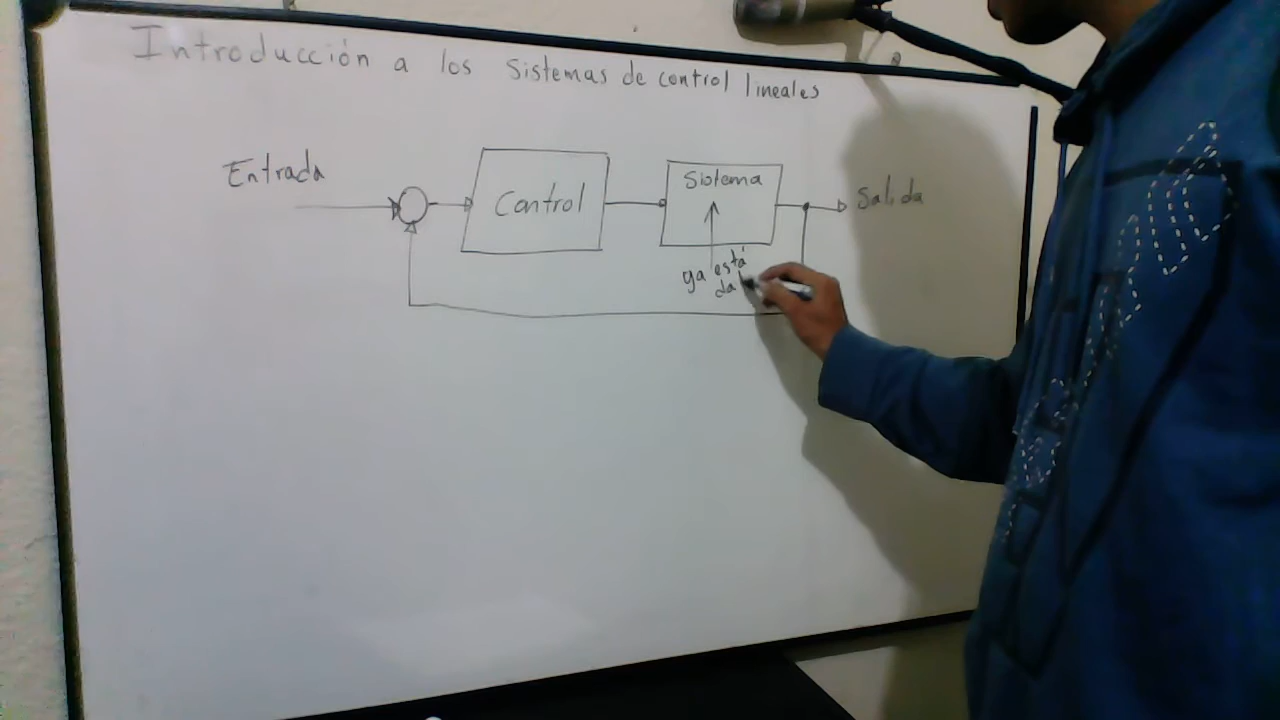 Introducción a los sistemas de control lineales
Entrada
Control
Sistema
Salida
ya está
da